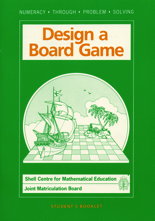 NUMERACY • THROUGH • PROBLEM • SOLVING
Design a
Board Game
Shell Centre for Mathematical Education
Joint Matriculation Board
STUDENT'S BOOKLET